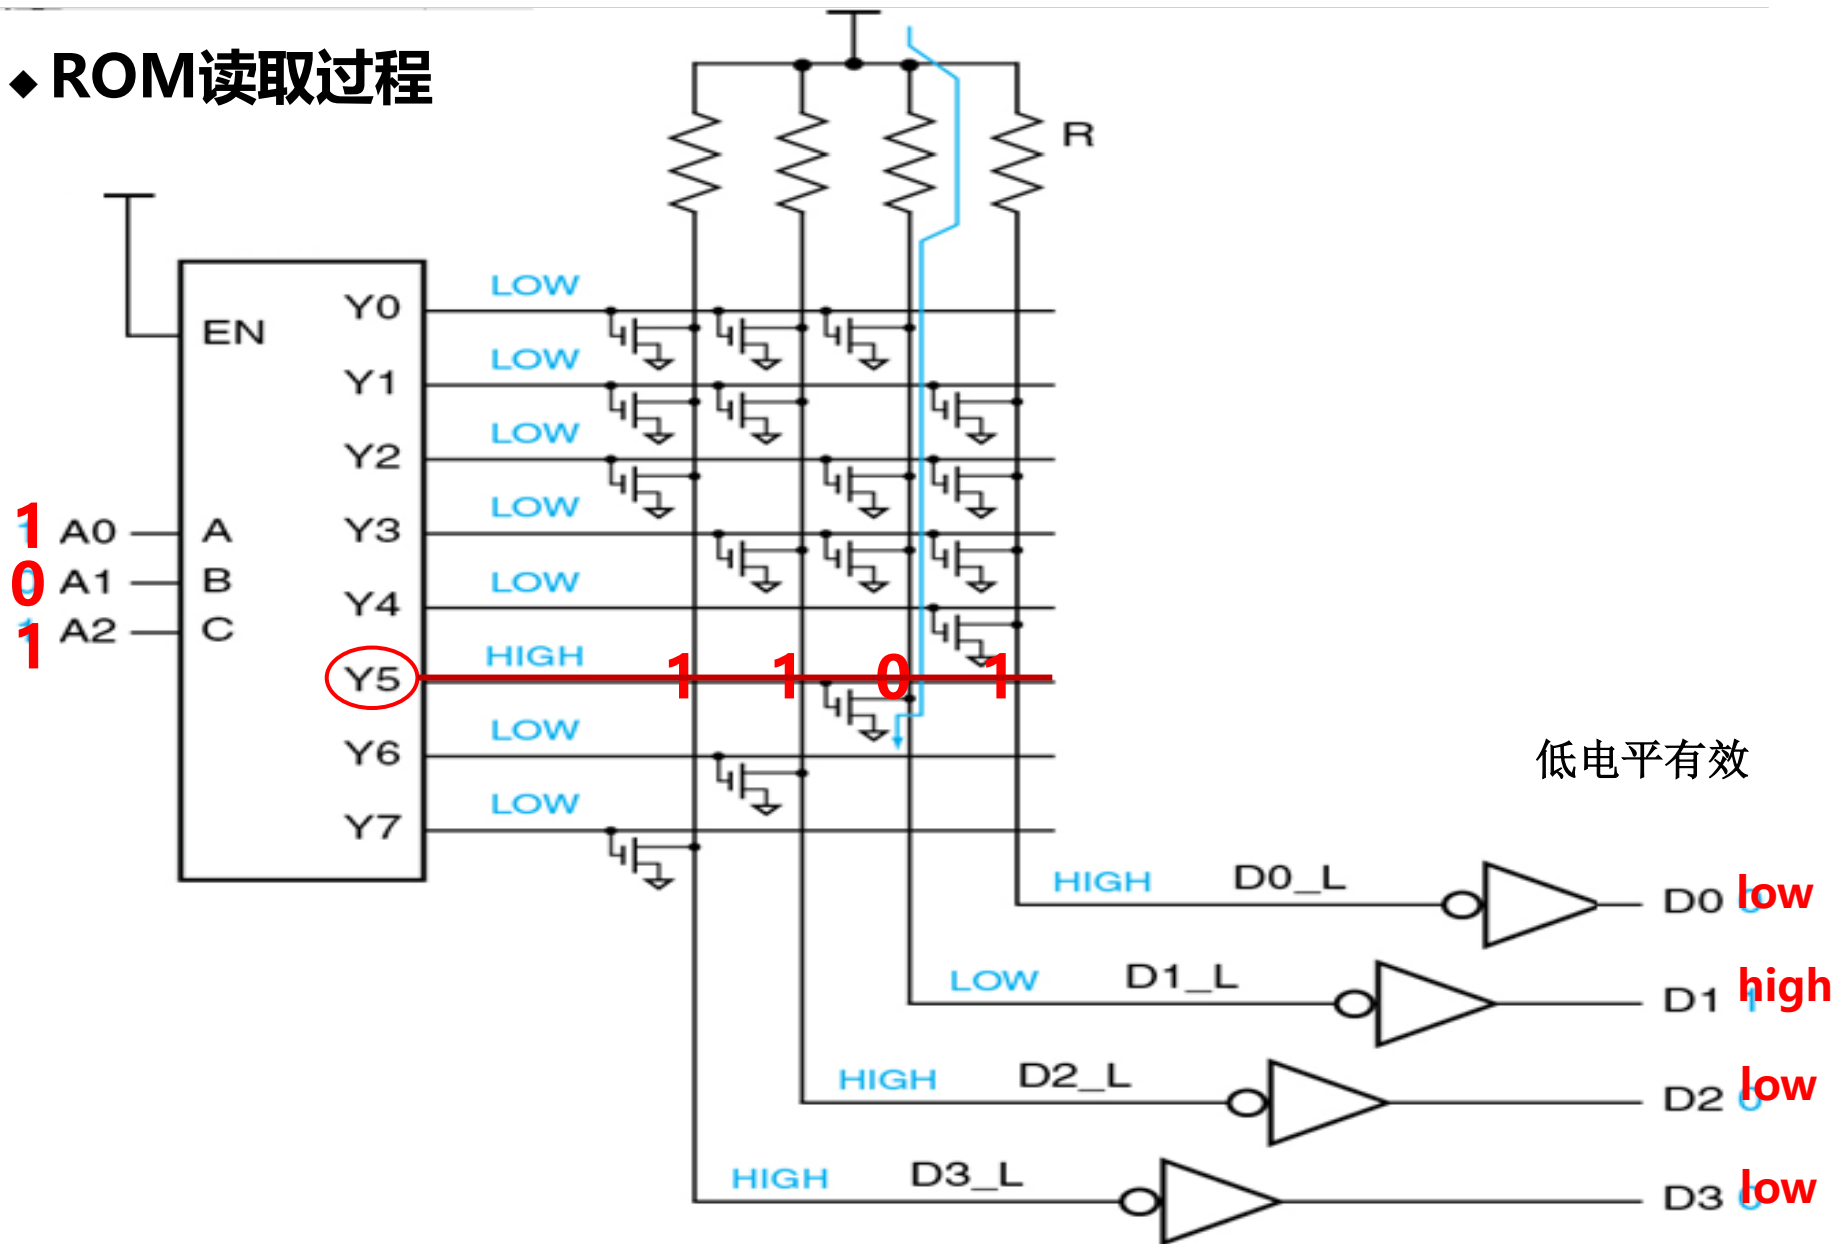 ◆ ROM读取过程
R
LOW
Y0
EN
LOW
Y1
LOW
Y2
LOW
1 A0 A Y3
0 A1 B LOW
Y4
1 A2 C
HIGH
Y5 1 1 0 1
LOW
Y6
低电平有效
LOW
Y7
HIGH D0_L D0 low
LOW D1_L D1 high
HIGH D2_L D2 low
HIGH D3_L D3 low